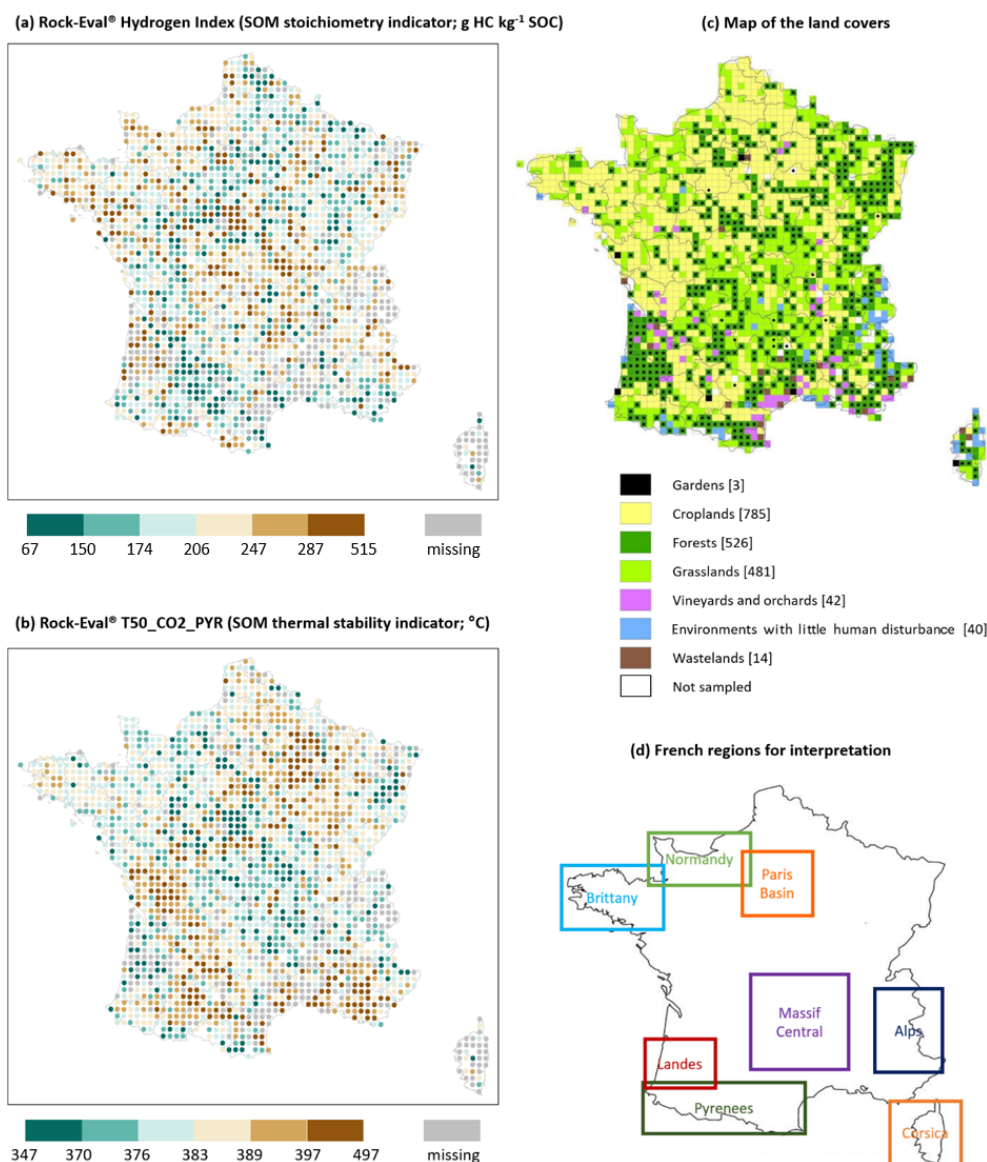 (a) Rock-Eval® Hydrogen Index (SOM stoichiometry indicator; g HC kg⁻¹ SOC)
67 150 174 206 247 287 515 missing
(b) Rock-Eval® T50_CO2_PYR (SOM thermal stability indicator; °C)
347 370 376 383 389 397 497 missing
(c) Map of the land covers
Gardens [3]
Croplands [785]
Forests [526]
Grasslands [481]
Vineyards and orchards [42]
Environments with little human disturbance [40]
Wastelands [14]
Not sampled
(d) French regions for interpretation
Normandy
Paris
Basin
Brittany
Massif
Central
Alps
Landes
Pyrenees
Corsica